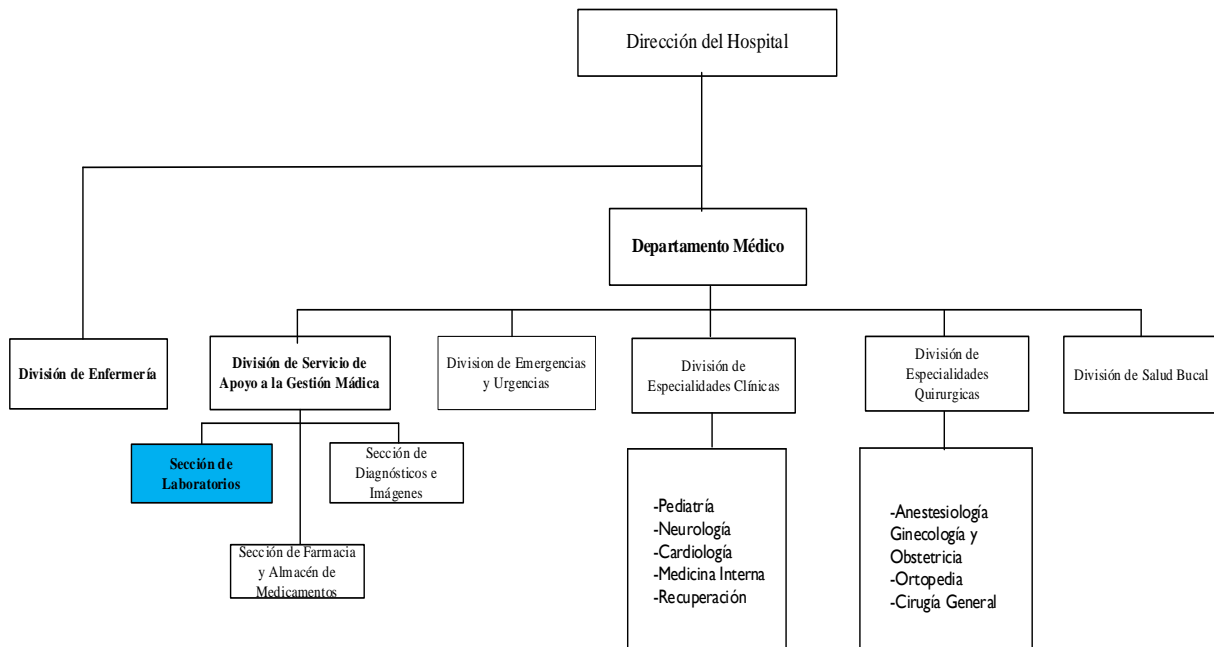 Dirección del Hospital
Departamento Médico
División de Enfermería
División de Servicio de
Apoyo a la Gestión Mádica
Division de Emergencias
y Urgencias
División de
Especialidades Clínicas
División de
Especialidades
Quirurgicas
División de Salud Bucal
Sección de
Laboratorios
Sección de
Diagnósticos e
Imágenes
Sección de Farmacia
y Almacén de
Medicamentos
-Pediatría
-Neurología
-Cardiología
-Medicina Interna
-Recuperación
-Anestesiología
Ginecología y
Obstetricia
-Ortopedia
-Cirugía General